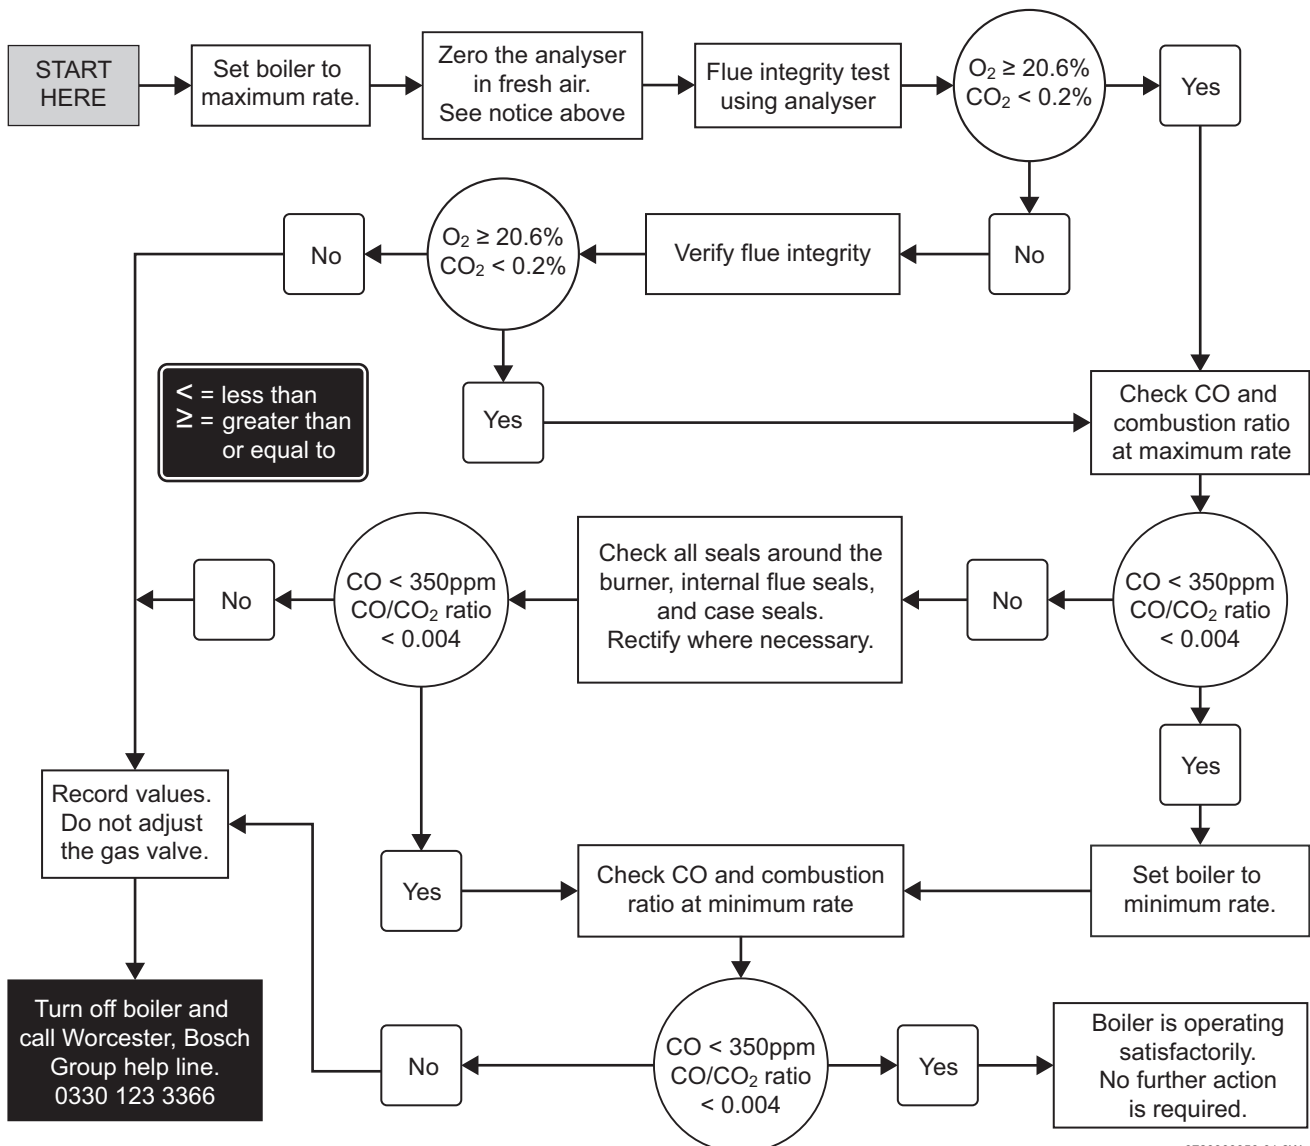 START
HERE
Set boiler to
maximum rate.
Zero the analyser
in fresh air.
See notice above
Flue integrity test
using analyser
O₂ ≥ 20.6%
CO₂ < 0.2%
Yes
No
Verify flue integrity
O₂ ≥ 20.6%
CO₂ < 0.2%
No
Yes
< = less than
≥ = greater than
or equal to
Check CO and
combustion ratio
at maximum rate
CO < 350ppm
CO/CO₂ ratio
< 0.004
No
Check all seals around the
burner, internal flue seals,
and case seals.
Rectify where necessary.
CO < 350ppm
CO/CO₂ ratio
< 0.004
No
Yes
Set boiler to
minimum rate.
Yes
Check CO and combustion
ratio at minimum rate
Record values.
Do not adjust
the gas valve.
CO < 350ppm
CO/CO₂ ratio
< 0.004
No
Yes
Boiler is operating
satisfactorily.
No further action
is required.
Turn off boiler and
call Worcester, Bosch
Group help line.
0330 123 3366